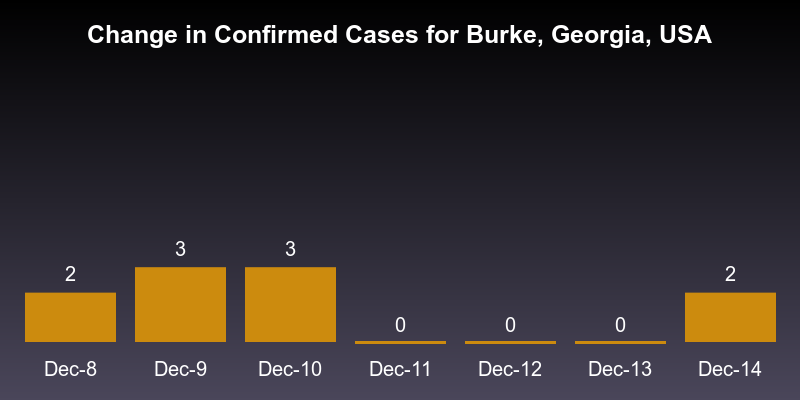 Change in Confirmed Cases for Burke, Georgia, USA
2
3
3
0
0
0
2
Dec-8
Dec-9
Dec-10
Dec-11
Dec-12
Dec-13
Dec-14